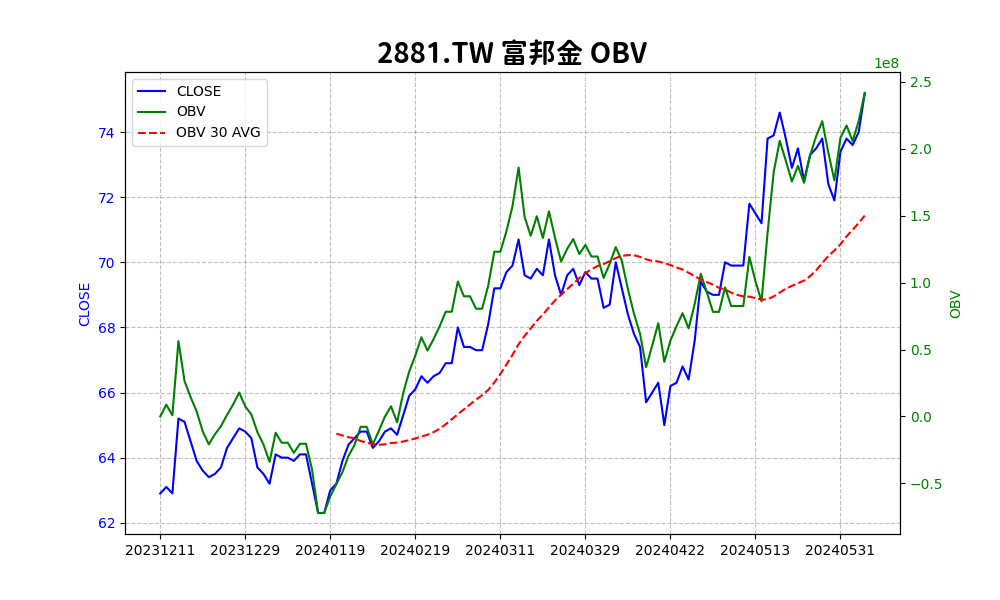 2881.TW 富邦金 OBV
1e8
CLOSE
OBV
OBV 30 AVG
74
72
70
68
66
64
62
CLOSE
2.5
2.0
1.5
1.0
0.5
0.0
−0.5
OBV
20231211 20231229 20240119 20240219 20240311 20240329 20240422 20240513 20240531